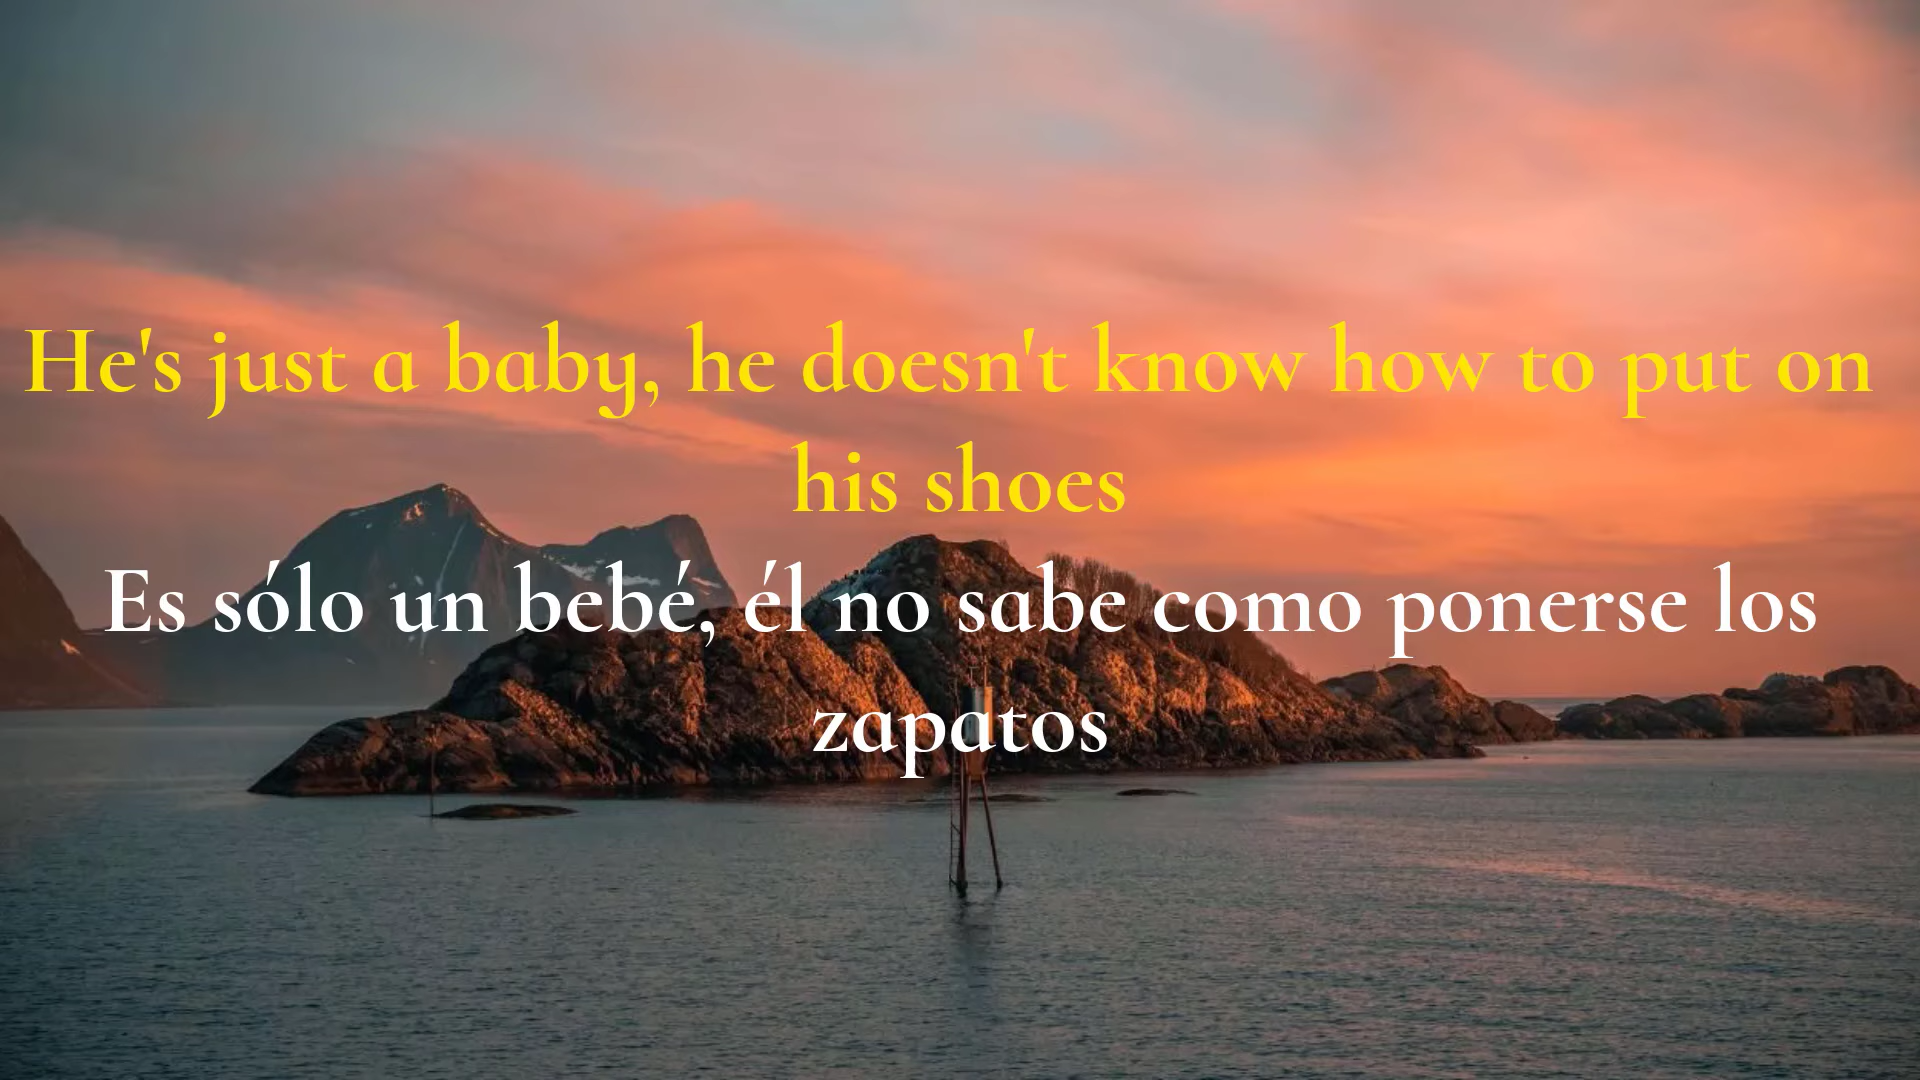 He's just a baby, he doesn't know how to put on
his shoes
Es sólo un bebé, él no sabe como ponerse los
zapatos